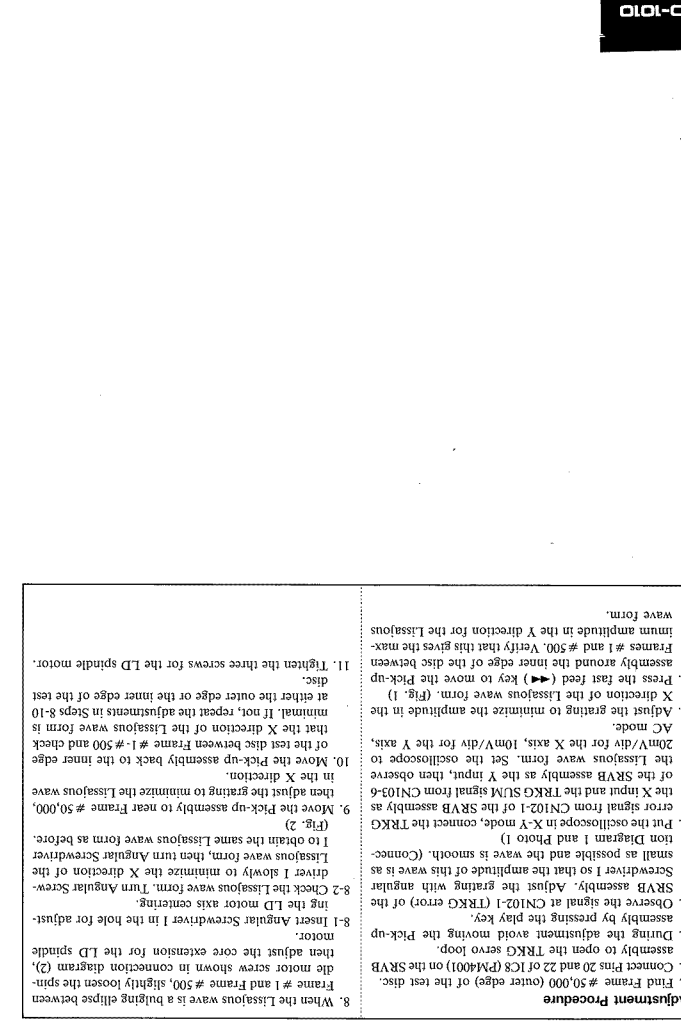 Adjustment Procedure
. Find Frame #50,000 (outer edge) of the test disc.
. Connect Pins 20 and 22 of IC8 (PM4001) on the SRVB
assembly to open the TRKG servo loop.
. During the adjustment avoid moving the Pick-up
assembly by pressing the play key.
. Observe the signal at CN102-1 (TRKG error) of the
SRVB assembly. Adjust the grating with angular
Screwdriver I so that the amplitude of this wave is as
small as possible and the wave is smooth. (Connec-
tion Diagram 1 and Photo 1)
. Put the oscilloscope in X-Y mode, connect the TRKG
error signal from CN102-1 of the SRVB assembly as
the X input and the TRKG SUM signal from CN103-6
of the SRVB assembly as the Y input, then observe
the Lissajous wave form. Set the oscilloscope to
20mV/div for the X axis, 10mV/div for the Y axis,
AC mode.
. Adjust the grating to minimize the amplitude in the
X direction of the Lissajous wave form. (Fig. 1)
. Press the fast feed (▶▶) key to move the Pick-up
assembly around the inner edge of the disc between
Frames #1 and #500. Verify that this gives the max-
imum amplitude in the Y direction for the Lissajous
wave form.
8. When the Lissajous wave is a bulging ellipse between
Frame #1 and Frame #500, slightly loosen the spin-
dle motor screw shown in connection diagram (2),
then adjust the core extension for the LD spindle
motor.
8-1 Insert Angular Screwdriver I in the hole for adjust-
ing the LD motor axis centering.
8-2 Check the Lissajous wave form. Turn Angular Screw-
driver I slowly to minimize the X direction of the
Lissajous wave form, then turn Angular Screwdriver
I to obtain the same Lissajous wave form as before.
(Fig. 2)
9. Move the Pick-up assembly to near Frame #50,000,
then adjust the grating to minimize the Lissajous wave
in the X direction.
10. Move the Pick-up assembly back to the inner edge
of the test disc between Frame #1-#500 and check
that the X direction of the Lissajous wave form is
minimal. If not, repeat the adjustments in Steps 8-10
at either the outer edge or the inner edge of the test
disc.
11. Tighten the three screws for the LD spindle motor.
D-1010